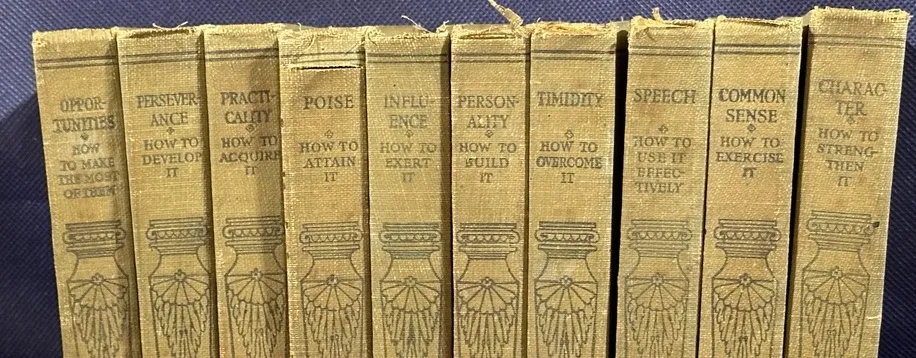 OPPOR-
TUNITIES
HOW
TO MAKE
THE MOST
OF THEM
PERSEVER-
ANCE
HOW TO
DEVELOP
IT
PRACTI-
CALITY
HOW TO
ACQUIRE
IT
POISE
HOW TO
ATTAIN
IT
INFLU-
ENCE
HOW TO
EXERT
IT
PERSON-
ALITY
HOW TO
BUILD
IT
TIMIDITY
HOW TO
OVERCOME
IT
SPEECH
HOW TO
USE IT
EFFEC-
TIVELY
COMMON
SENSE
HOW TO
EXERCISE
IT
CHARAC-
TER
HOW TO
STRENG-
THEN
IT